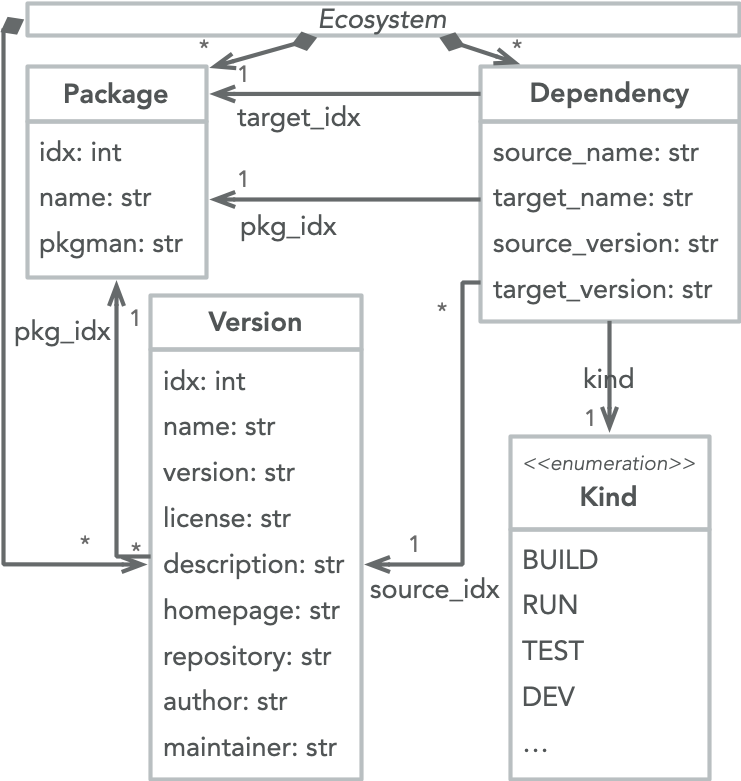 Ecosystem
*
*
Package
idx: int
name: str
pkgman: str
1
target_idx
1
pkg_idx
Dependency
source_name: str
target_name: str
source_version: str
target_version: str
pkg_idx
1
*
*
Version
idx: int
name: str
version: str
license: str
description: str
homepage: str
repository: str
author: str
maintainer: str
*
1
source_idx
kind
1
<<enumeration>>
Kind
BUILD
RUN
TEST
DEV
...